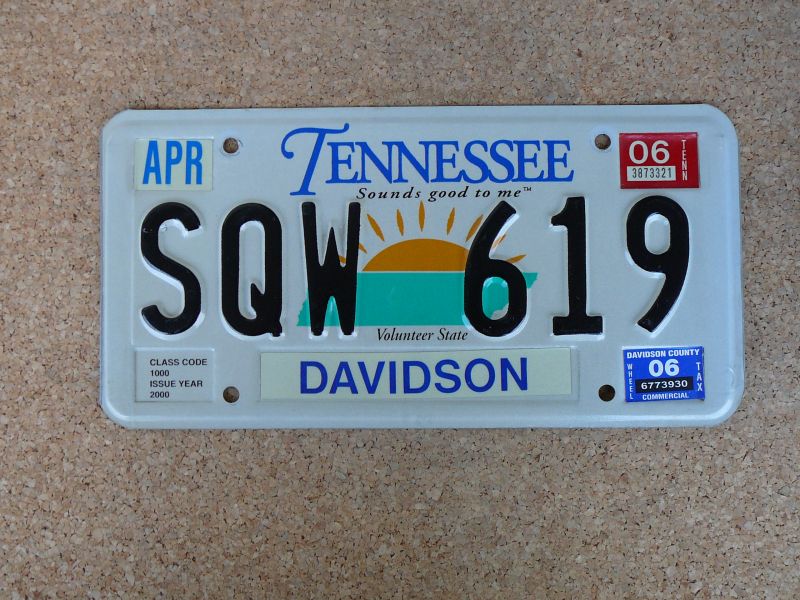 APR
TENNESSEE
06
TENN
3873321
Sounds good to me™
SQW 619
Volunteer State
CLASS CODE
1000
ISSUE YEAR
2000
DAVIDSON
DAVIDSON COUNTY
WHEEL
06
TAX
6773930
COMMERCIAL